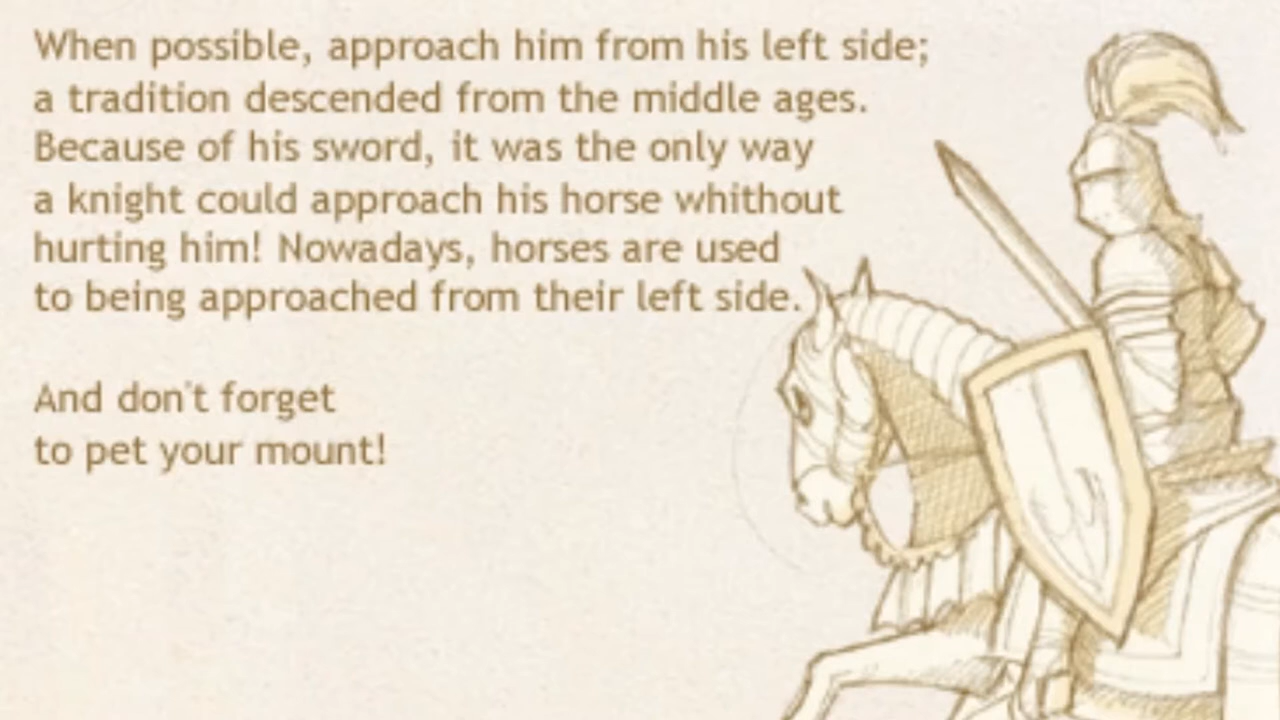 When possible, approach him from his left side;
a tradition descended from the middle ages.
Because of his sword, it was the only way
a knight could approach his horse whithout
hurting him! Nowadays, horses are used
to being approached from their left side.
And don't forget
to pet your mount!